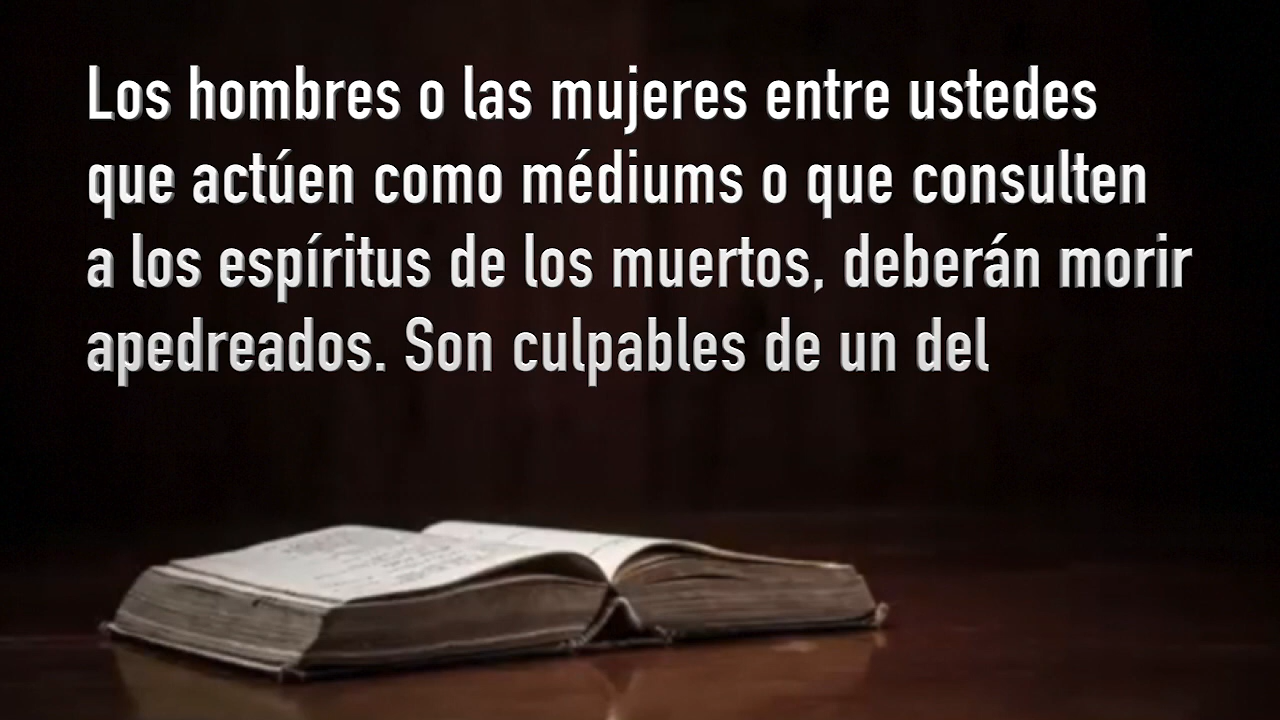 Los hombres o las mujeres entre ustedes
que actúen como médiums o que consulten
a los espíritus de los muertos, deberán morir
apedreados. Son culpables de un del